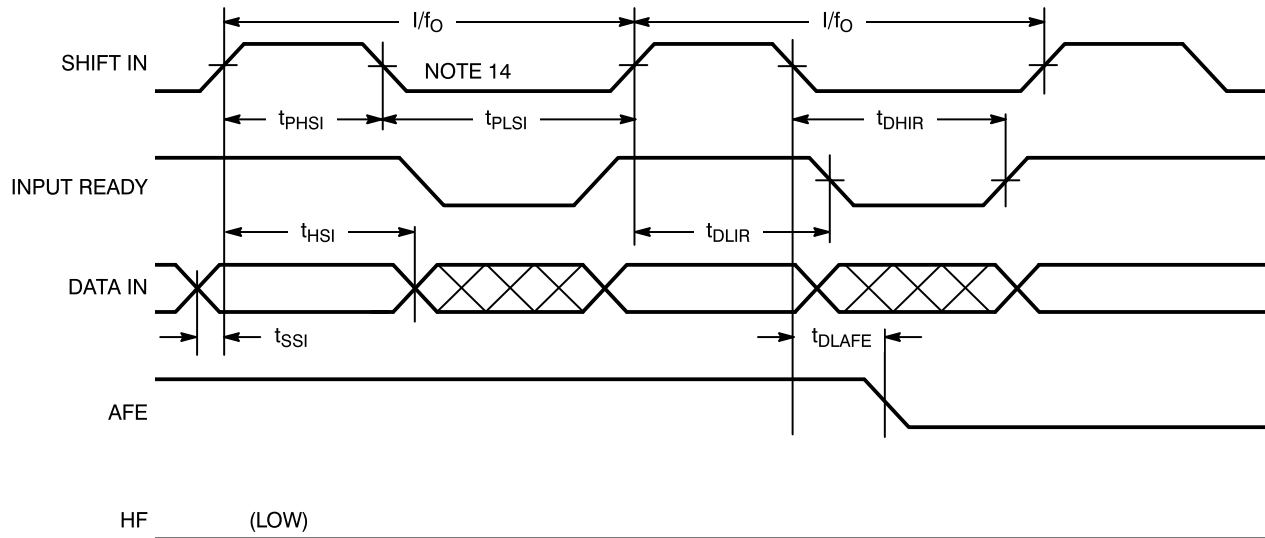 I/fO I/fO
SHIFT IN
NOTE 14
tPHSI tPLSI tDHIR
INPUT READY
tHSI tDLIR
DATA IN
tSSI tDLAFE
AFE
HF (LOW)